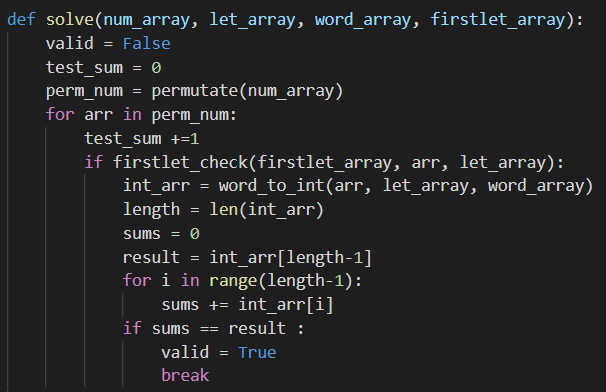 def solve(num_array, let_array, word_array, firstlet_array):
    valid = False
    test_sum = 0
    perm_num = permutate(num_array)
    for arr in perm_num:
        test_sum +=1
        if firstlet_check(firstlet_array, arr, let_array):
            int_arr = word_to_int(arr, let_array, word_array)
            length = len(int_arr)
            sums = 0
            result = int_arr[length-1]
            for i in range(length-1):
                sums += int_arr[i]
            if sums == result :
                valid = True
                break